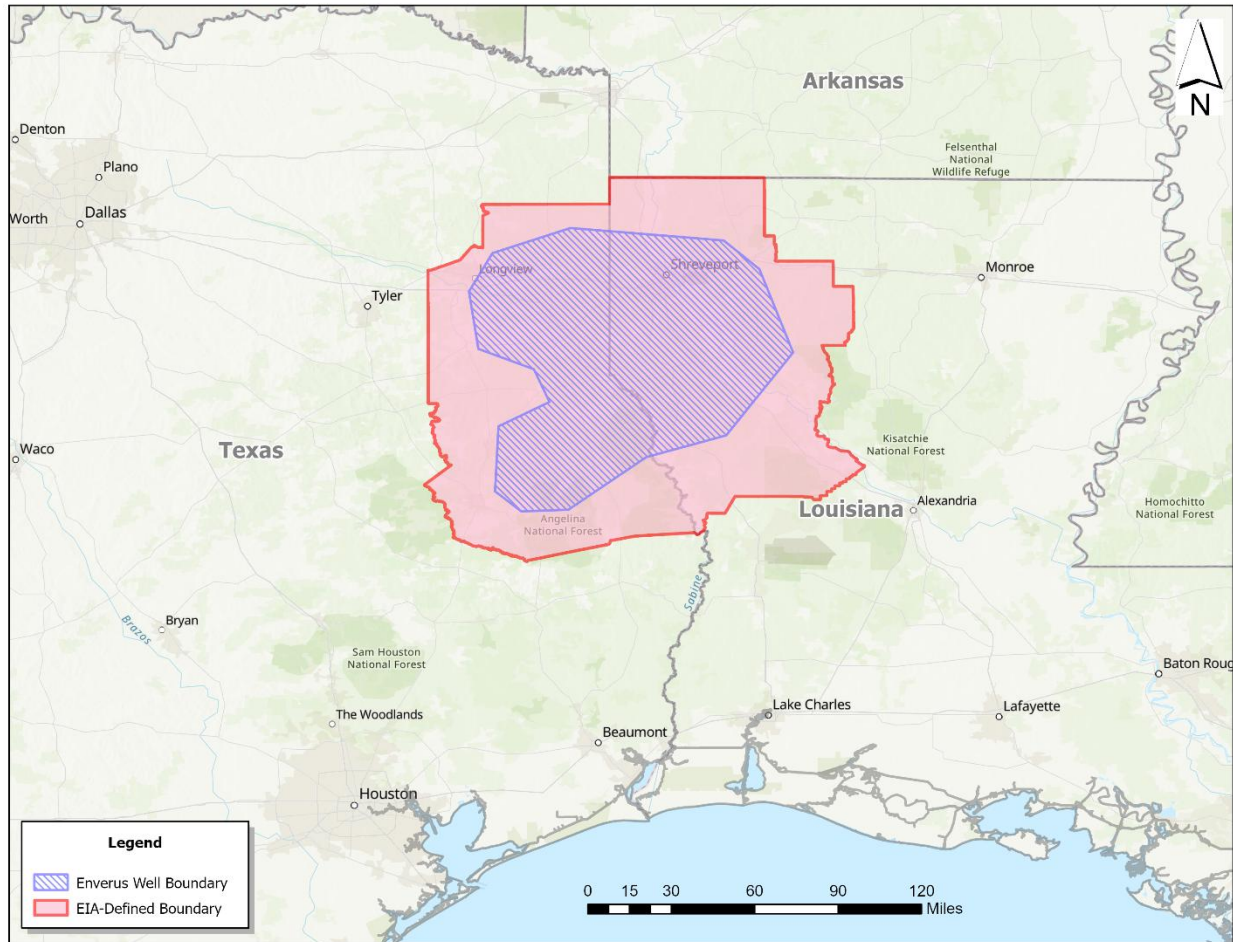 Arkansas
N
Denton
Felsenthal
National
Wildlife Refuge
Plano
Worth
Dallas
Longview
Shreveport
Monroe
Tyler
Texas
Waco
Kisatchie
National Forest
Louisiana
Alexandria
Homochitto
National Forest
Angelina
National Forest
Sabine
Brazos
Bryan
Sam Houston
National Forest
Baton Roug
The Woodlands
Lake Charles
Lafayette
Beaumont
Houston
Legend
Enverus Well Boundary
EIA-Defined Boundary
0 15 30 60 90 120
Miles